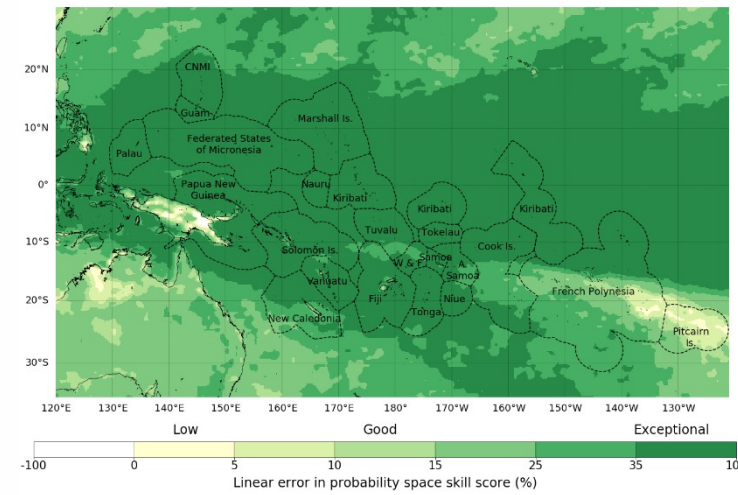 20°N
CNMI
Guam
Marshall Is.
10°N
Federated States
of Micronesia
Palau
0°
Papua New
Guinea
Nauru
Kiribati
Kiribati
Kiribati
Tuvalu
Tokelau
10°S
Solomon Is.
Cook Is.
W & F
Samoa
A.
Samoa
Vanuatu
French Polynesia
20°S
Fiji
Niue
New Caledonia
Tonga
Pitcairn
Is.
30°S
120°E 130°E 140°E 150°E 160°E 170°E 180° 170°W 160°W 150°W 140°W 130°W
Low Good Exceptional
-100 0 5 10 15 25 35 10
Linear error in probability space skill score (%)